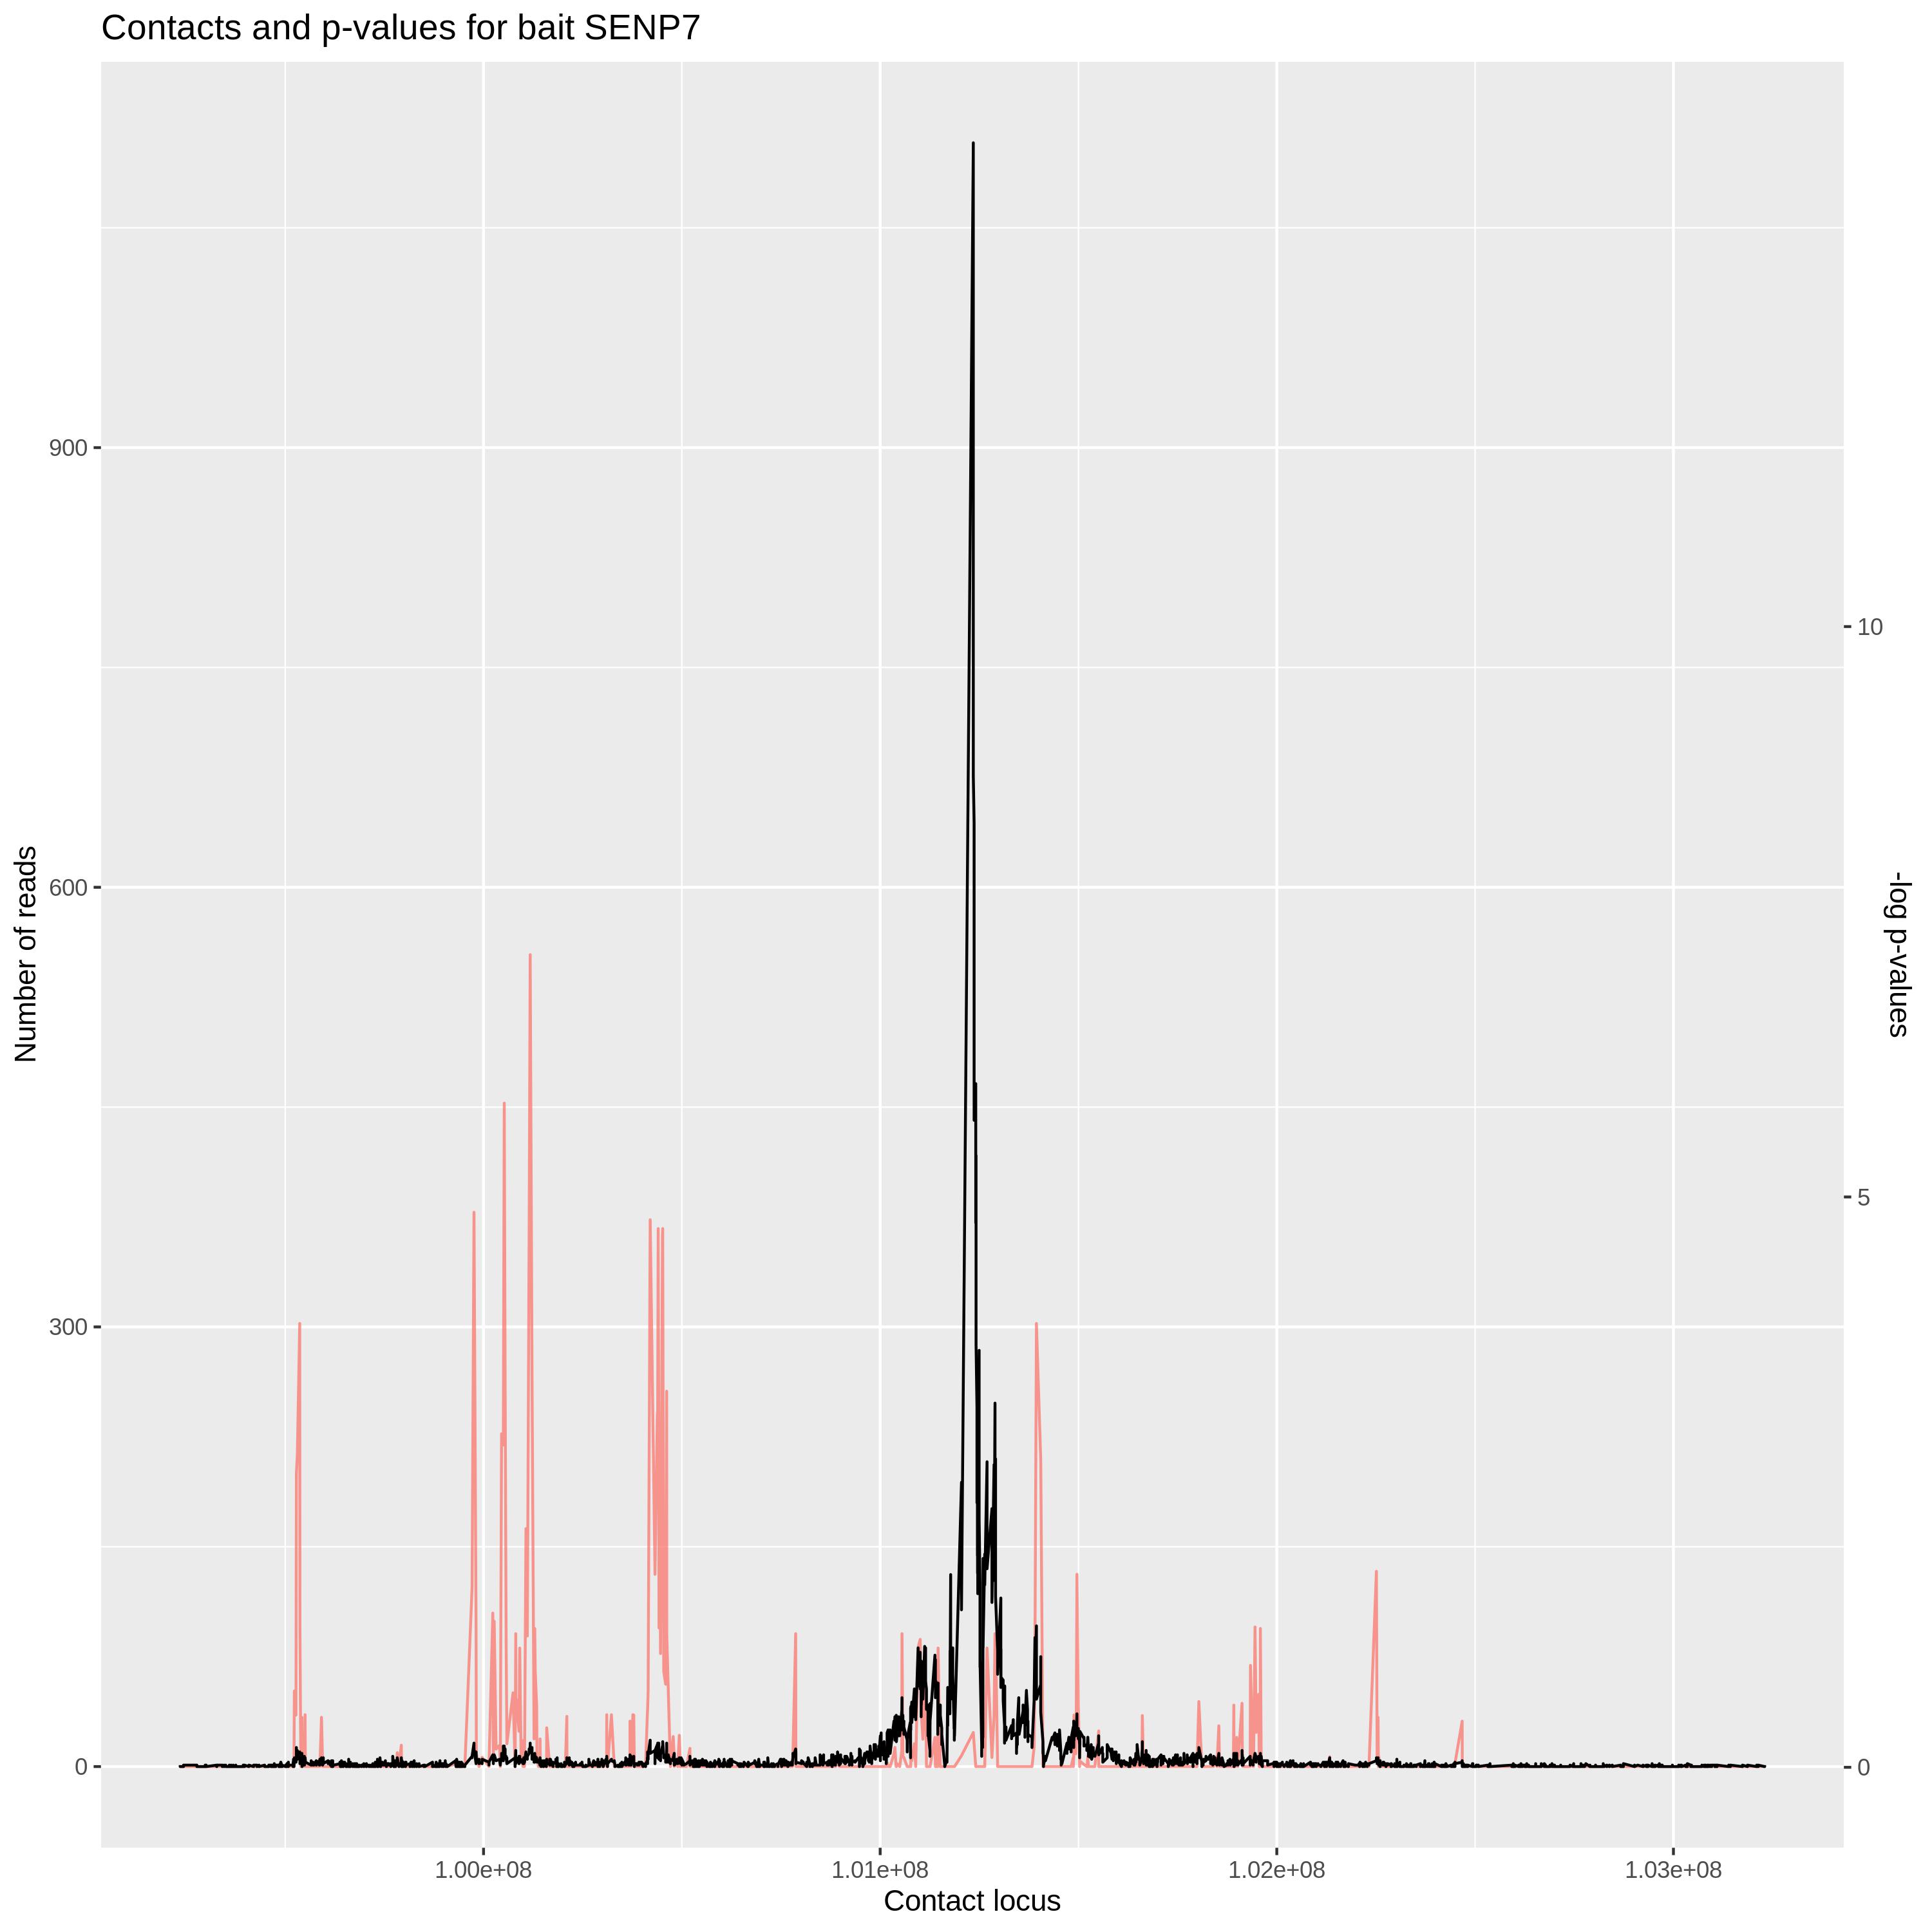 Contacts and p-values for bait SENP7
Number of reads
900
600
300
0
10
5
0
-log p-values
1.00e+08 1.01e+08 1.02e+08 1.03e+08
Contact locus